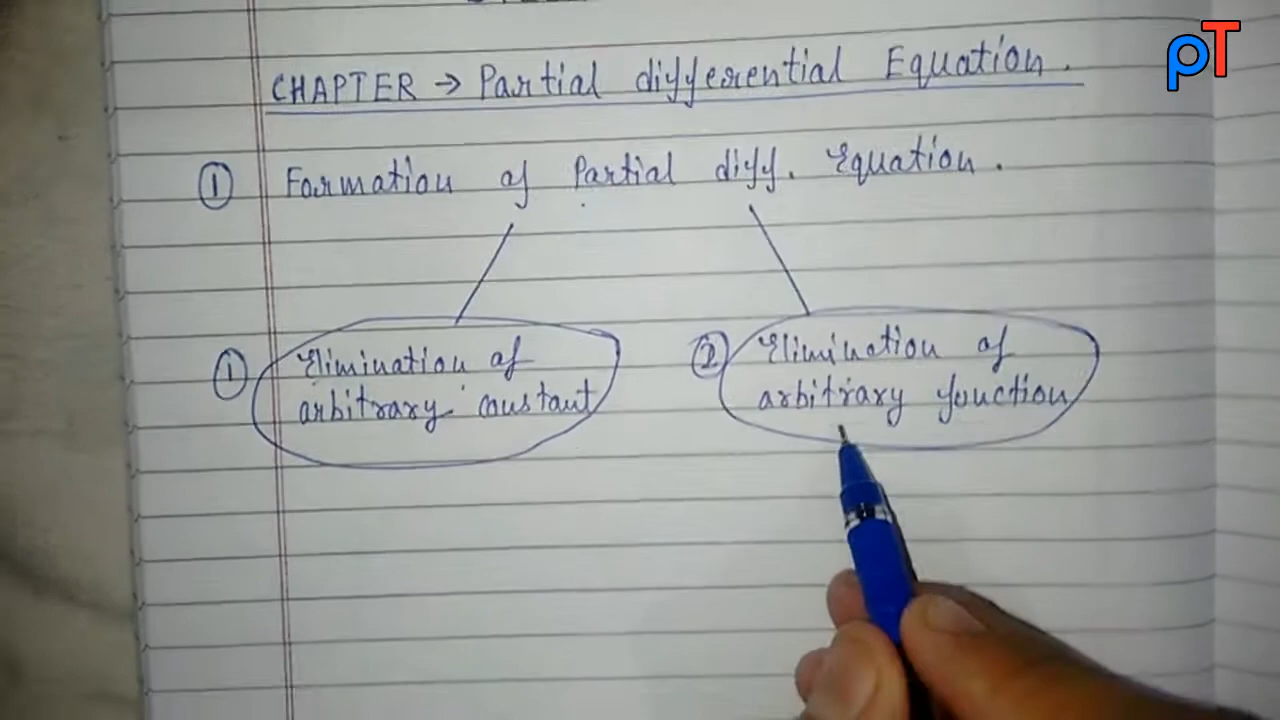 PT
CHAPTER → Partial differential Equation.
① Formation of Partial diff. Equation.
① Elimination of
arbitrary constant
② Elimination of
arbitrary function